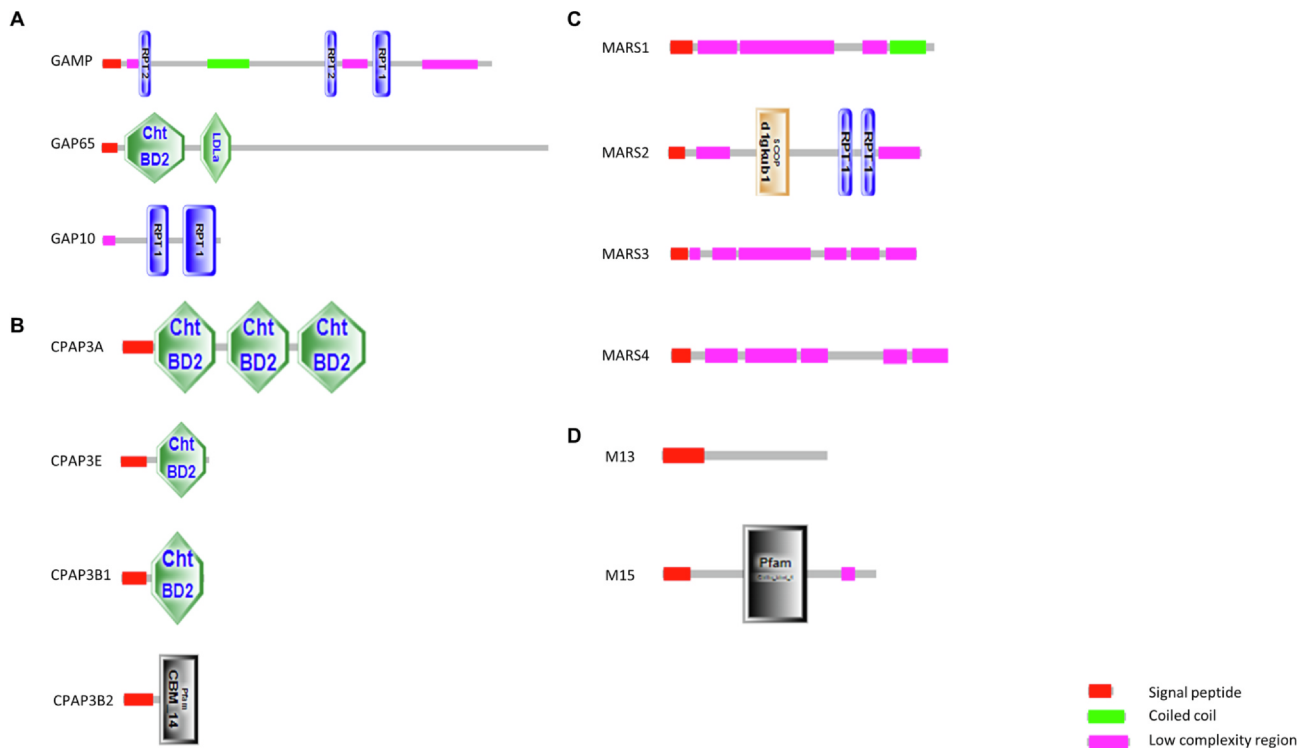 A
GAMP
RPT 2
RPT 2
RPT 1
GAP65
Cht
BD2
LDLa
GAP10
RPT 1
RPT 1
B
CPAP3A
Cht
BD2
Cht
BD2
Cht
BD2
CPAP3E
Cht
BD2
CPAP3B1
Cht
BD2
CPAP3B2
Pfam
CBM_14
C
MARS1
MARS2
SCOP
d1gkub1
RPT 1
RPT 1
MARS3
MARS4
D
M13
M15
Pfam
Signal peptide
Coiled coil
Low complexity region